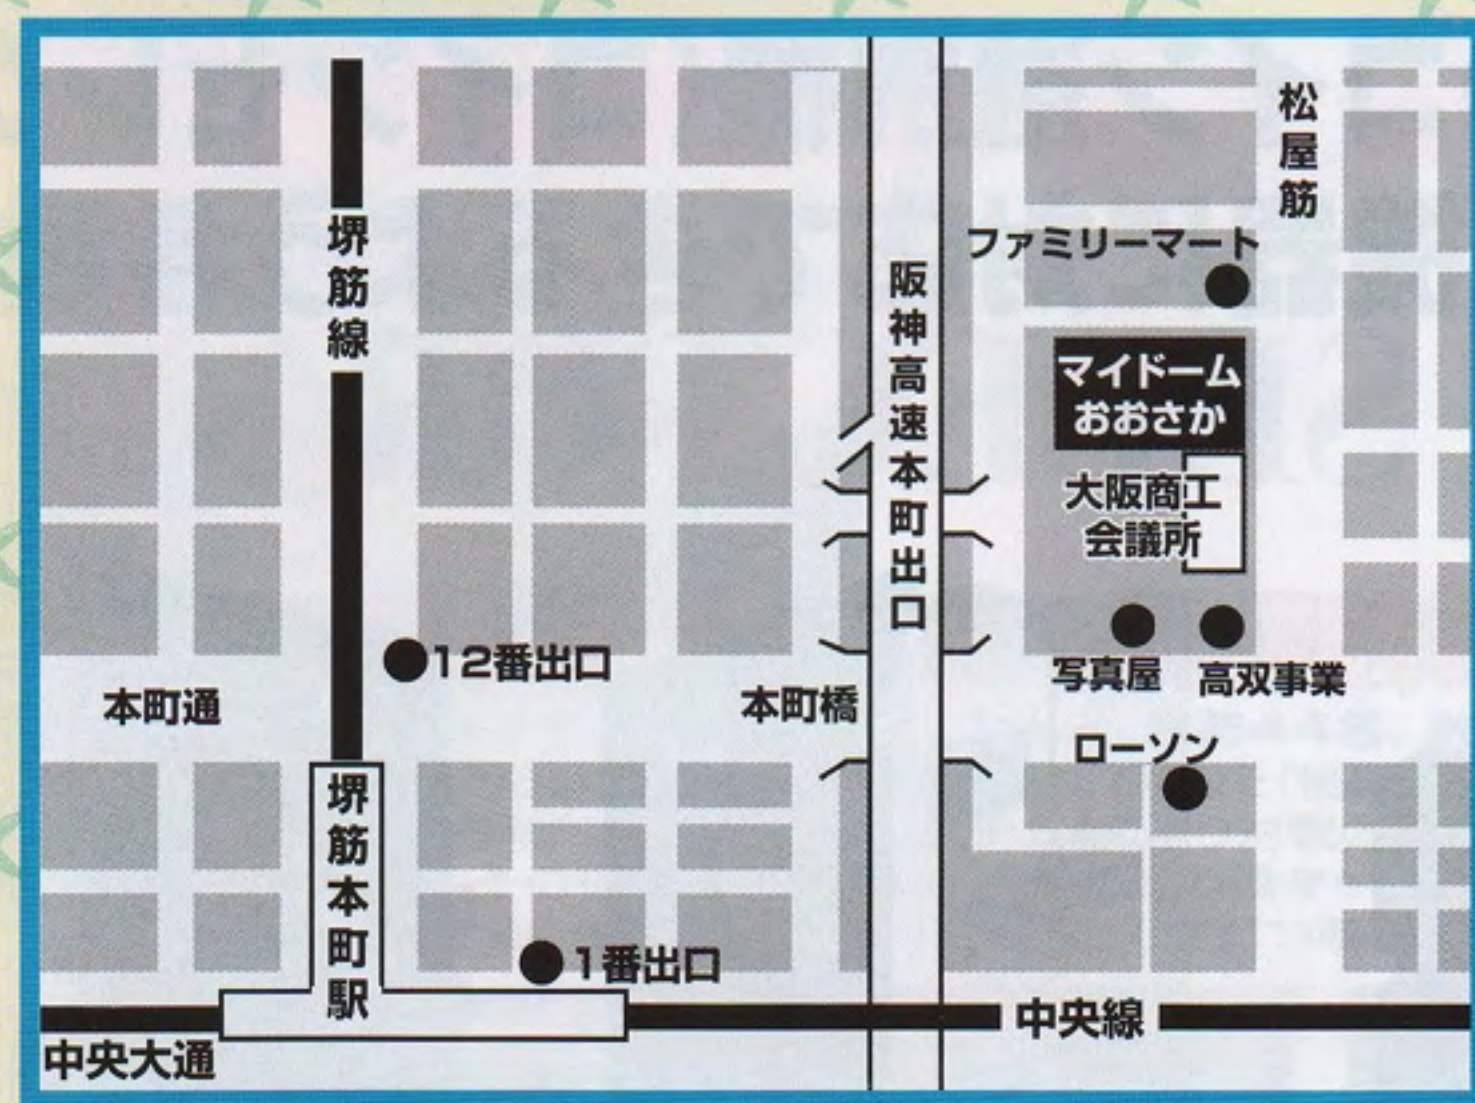 松屋筋
堺筋線
ファミリーマート
阪神高速本町出口
マイドーム
おおさか
大阪商工
会議所
12番出口
写真屋
高双事業
本町通
本町橋
ローソン
堺筋本町駅
1番出口
中央線
中央大通